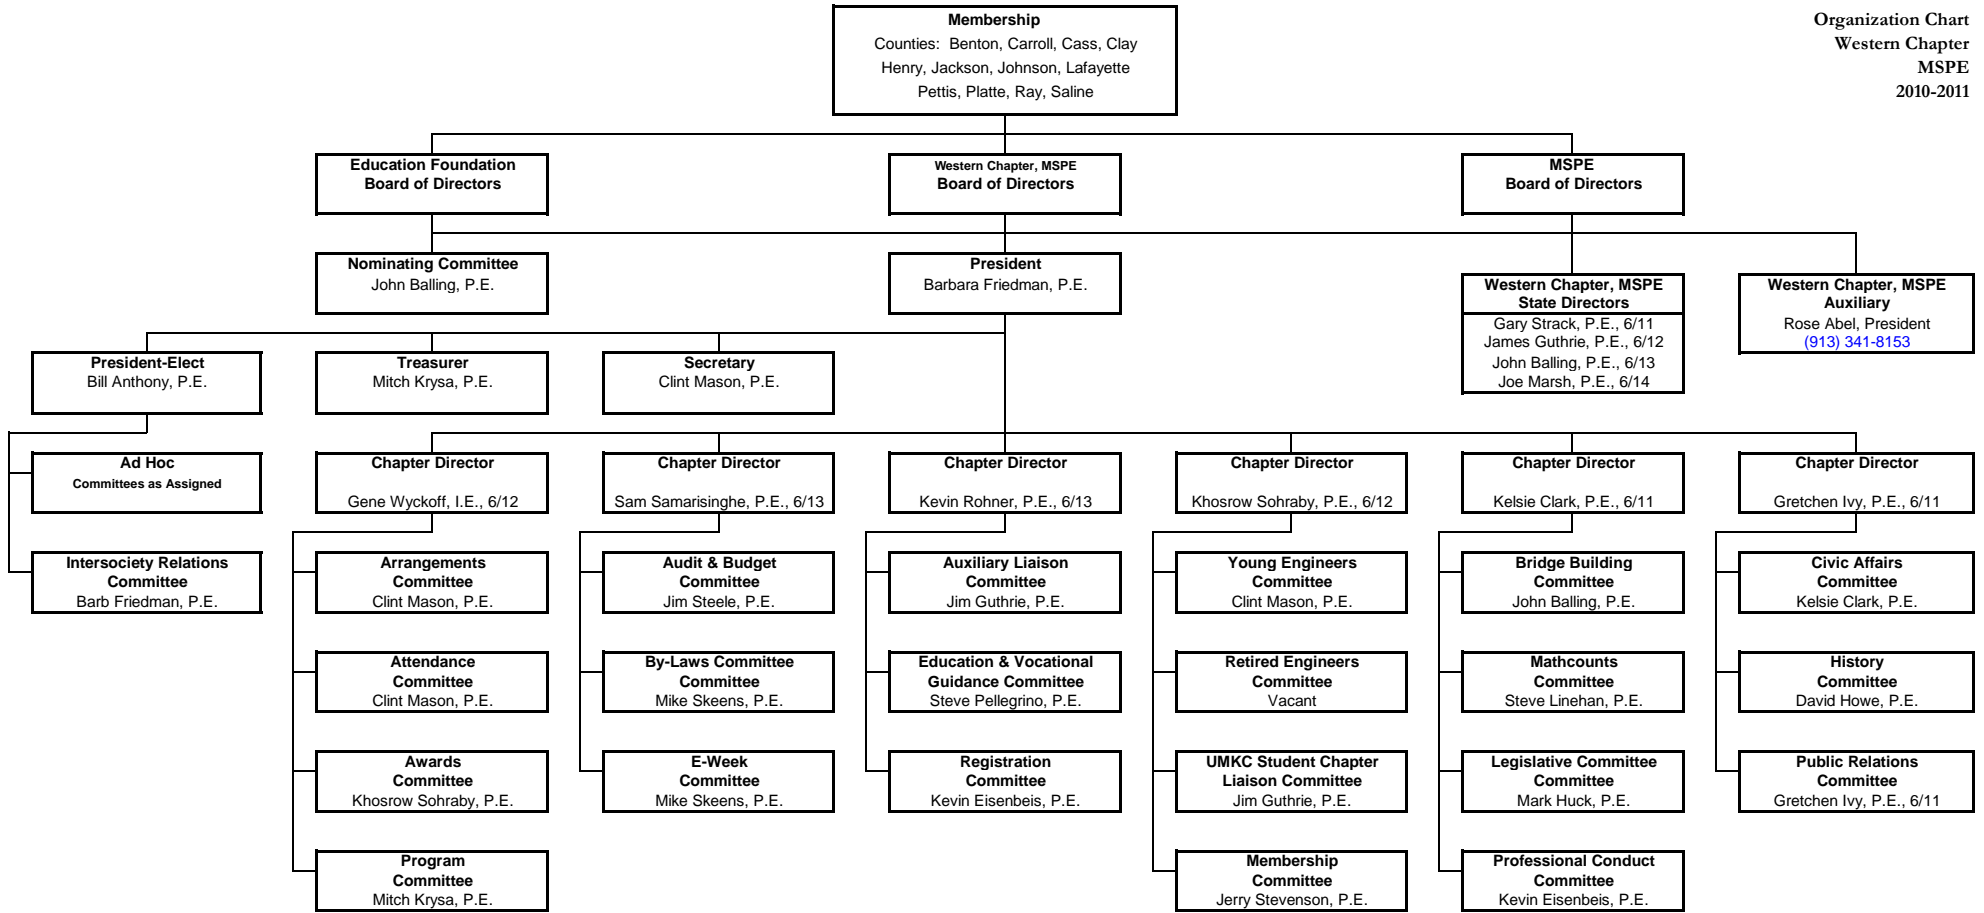 Membership
Counties:  Benton, Carroll, Cass, Clay
Henry, Jackson, Johnson, Lafayette
Pettis, Platte, Ray, Saline
Organization Chart
Western Chapter
MSPE
2010-2011
Education Foundation
Board of Directors
Western Chapter, MSPE
Board of Directors
MSPE
Board of Directors
Nominating Committee
John Balling, P.E.
President
Barbara Friedman, P.E.
Western Chapter, MSPE
State Directors
Gary Strack, P.E., 6/11
James Guthrie, P.E., 6/12
John Balling, P.E., 6/13
Joe Marsh, P.E., 6/14
Western Chapter, MSPE
Auxiliary
Rose Abel, President
(913) 341-8153
President-Elect
Bill Anthony, P.E.
Treasurer
Mitch Krysa, P.E.
Secretary
Clint Mason, P.E.
Ad Hoc
Committees as Assigned
Chapter Director
Gene Wyckoff, I.E., 6/12
Chapter Director
Sam Samarisinghe, P.E., 6/13
Chapter Director
Kevin Rohner, P.E., 6/13
Chapter Director
Khosrow Sohraby, P.E., 6/12
Chapter Director
Kelsie Clark, P.E., 6/11
Chapter Director
Gretchen Ivy, P.E., 6/11
Intersociety Relations
Committee
Barb Friedman, P.E.
Arrangements
Committee
Clint Mason, P.E.
Audit & Budget
Committee
Jim Steele, P.E.
Auxiliary Liaison
Committee
Jim Guthrie, P.E.
Young Engineers
Committee
Clint Mason, P.E.
Bridge Building
Committee
John Balling, P.E.
Civic Affairs
Committee
Kelsie Clark, P.E.
Attendance
Committee
Clint Mason, P.E.
By-Laws Committee
Committee
Mike Skeens, P.E.
Education & Vocational
Guidance Committee
Steve Pellegrino, P.E.
Retired Engineers
Committee
Vacant
Mathcounts
Committee
Steve Linehan, P.E.
History
Committee
David Howe, P.E.
Awards
Committee
Khosrow Sohraby, P.E.
E-Week
Committee
Mike Skeens, P.E.
Registration
Committee
Kevin Eisenbeis, P.E.
UMKC Student Chapter
Liaison Committee
Jim Guthrie, P.E.
Legislative Committee
Committee
Mark Huck, P.E.
Public Relations
Committee
Gretchen Ivy, P.E., 6/11
Program
Committee
Mitch Krysa, P.E.
Membership
Committee
Jerry Stevenson, P.E.
Professional Conduct
Committee
Kevin Eisenbeis, P.E.